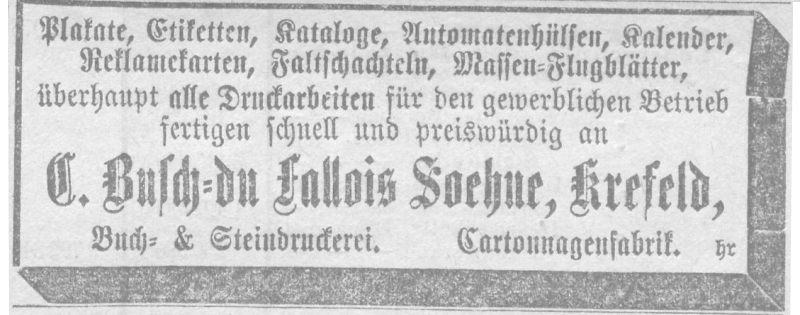 Plakate, Etiketten, Kataloge, Automatenhülsen, Kalender,
Reklamekarten, Faltschachteln, Massen-Flugblätter,
überhaupt alle Druckarbeiten für den gewerblichen Betrieb
fertigen schnell und preiswürdig an
C. Busch-du Fallois Soehne, Krefeld,
Buch- & Steindruckerei. Cartonnagenfabrik. hr